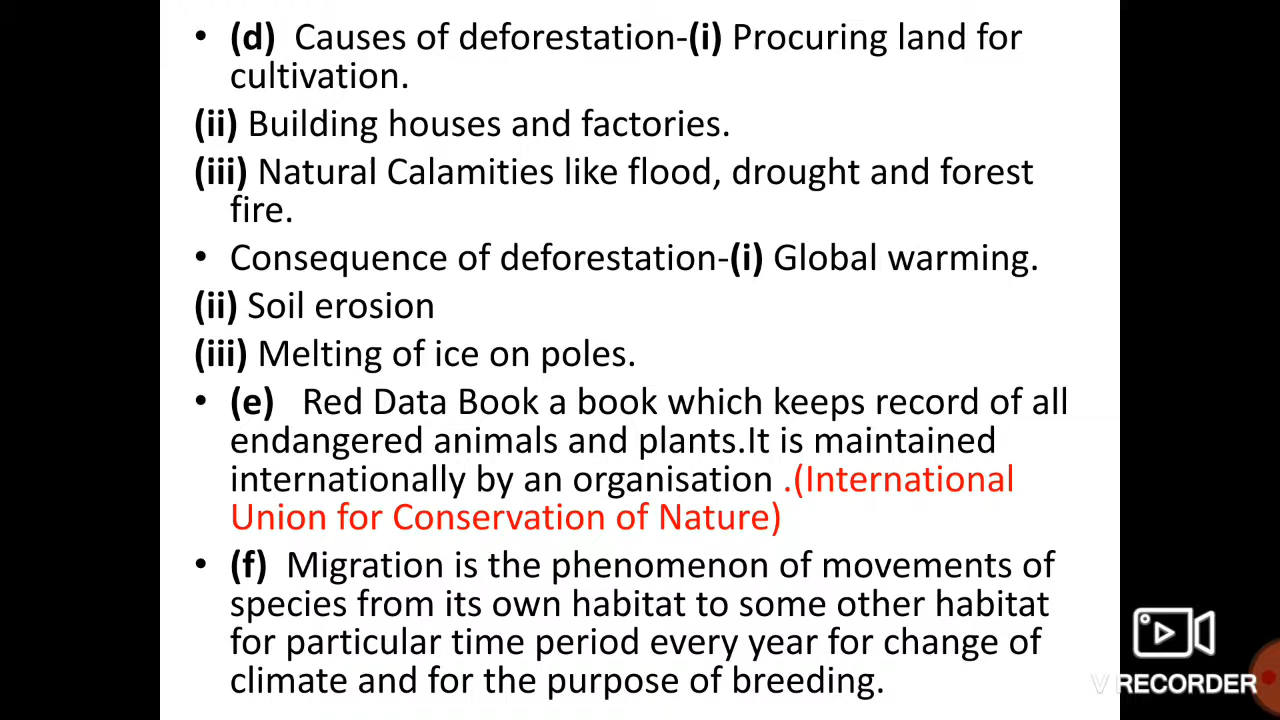 • (d) Causes of deforestation-(i) Procuring land for
cultivation.
(ii) Building houses and factories.
(iii) Natural Calamities like flood, drought and forest
fire.
• Consequence of deforestation-(i) Global warming.
(ii) Soil erosion
(iii) Melting of ice on poles.
• (e) Red Data Book a book which keeps record of all
endangered animals and plants.It is maintained
internationally by an organisation .(International
Union for Conservation of Nature)
• (f) Migration is the phenomenon of movements of
species from its own habitat to some other habitat
for particular time period every year for change of
climate and for the purpose of breeding.
V RECORDER